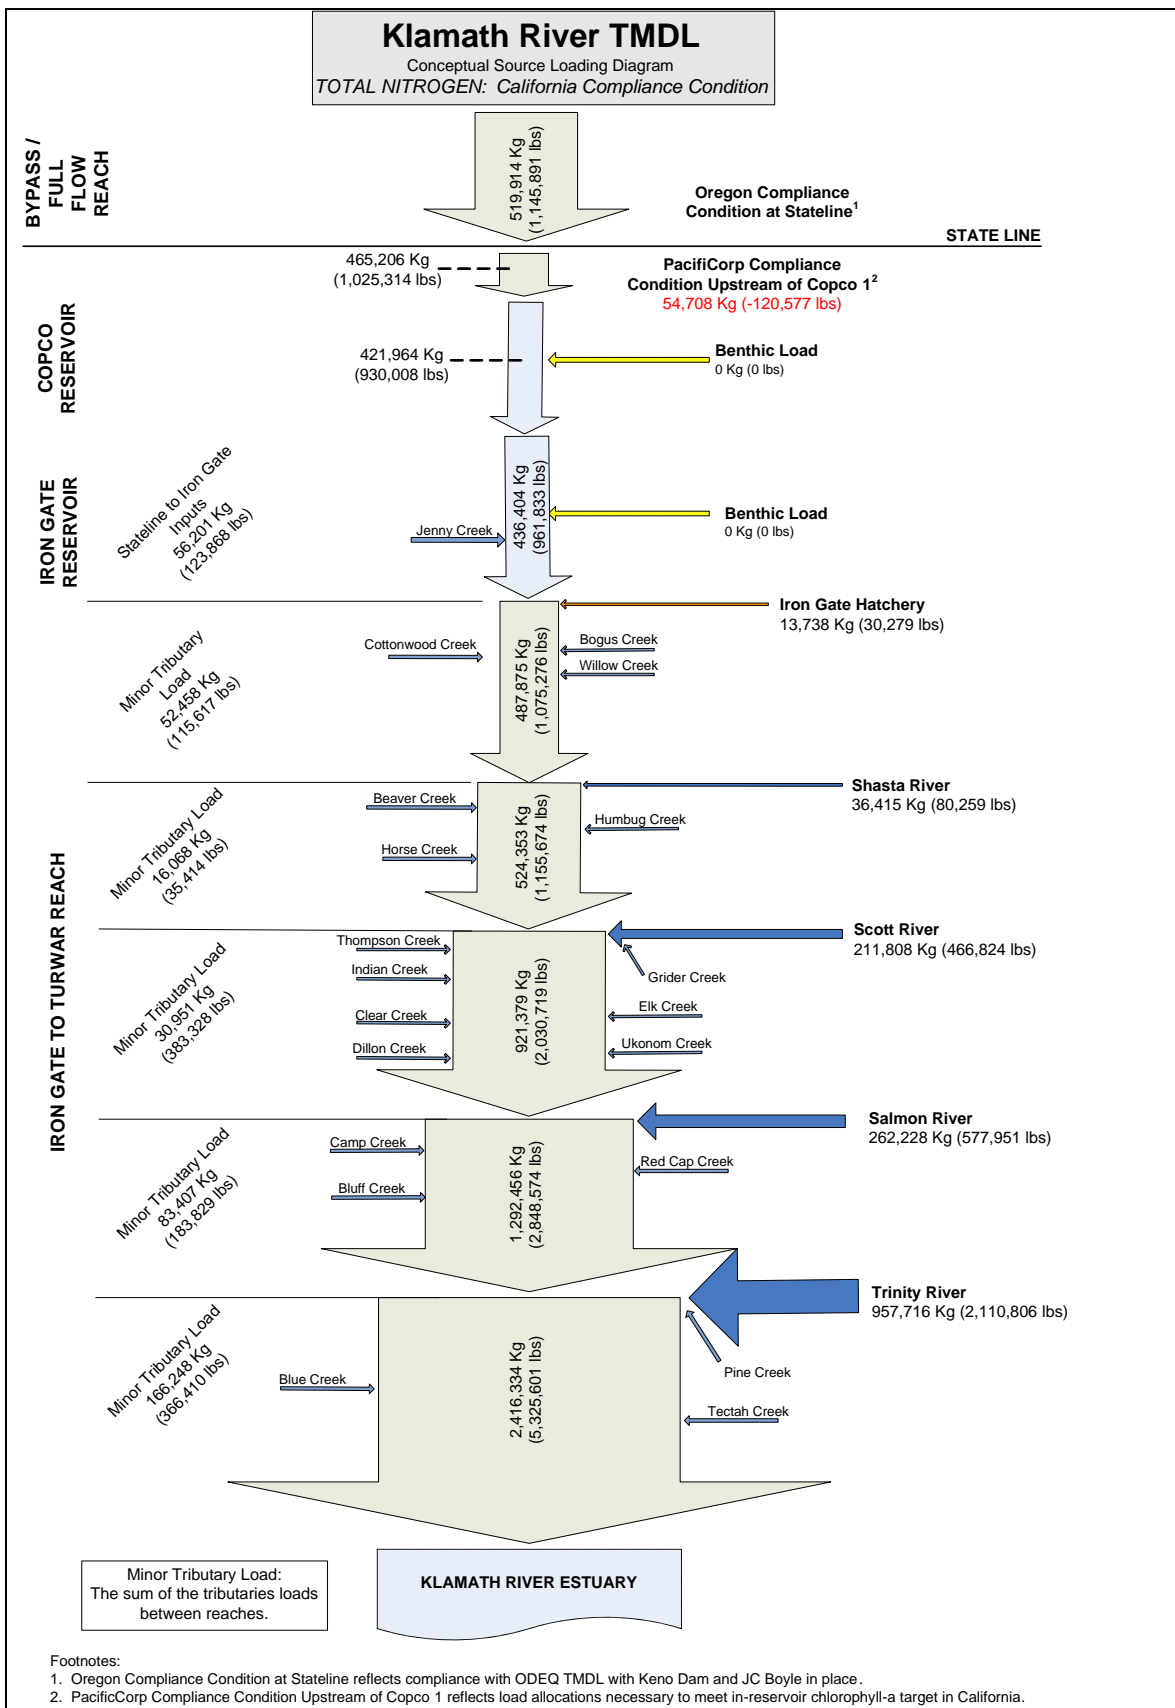 Klamath River TMDL
Conceptual Source Loading Diagram
TOTAL NITROGEN: California Compliance Condition
BYPASS /
FULL
FLOW
REACH
519,914 Kg
(1,145,891 lbs)
Oregon Compliance
Condition at Stateline1
STATE LINE
465,206 Kg
(1,025,314 lbs)
PacifiCorp Compliance
Condition Upstream of Copco 12
54,708 Kg (-120,577 lbs)
COPCO
RESERVOIR
421,964 Kg
(930,008 lbs)
Benthic Load
0 Kg (0 lbs)
IRON GATE
RESERVOIR
Stateline to Iron Gate
Inputs
56,201 Kg
(123,868 lbs)
436,404 Kg
(961,833 lbs)
Benthic Load
0 Kg (0 lbs)
Jenny Creek
Iron Gate Hatchery
13,738 Kg (30,279 lbs)
IRON GATE TO TURWAR REACH
Minor Tributary
Load
52,458 Kg
(115,617 lbs)
Cottonwood Creek
487,875 Kg
(1,075,276 lbs)
Bogus Creek
Willow Creek
Shasta River
36,415 Kg (80,259 lbs)
Minor Tributary Load
16,068 Kg
(35,414 lbs)
Beaver Creek
Horse Creek
524,353 Kg
(1,155,674 lbs)
Humbug Creek
Scott River
211,808 Kg (466,824 lbs)
Minor Tributary Load
30,951 Kg
(383,328 lbs)
Thompson Creek
Indian Creek
Clear Creek
Dillon Creek
921,379 Kg
(2,030,719 lbs)
Grider Creek
Elk Creek
Ukonom Creek
Salmon River
262,228 Kg (577,951 lbs)
Minor Tributary Load
83,407 Kg
(183,829 lbs)
Camp Creek
Bluff Creek
1,292,456 Kg
(2,848,574 lbs)
Red Cap Creek
Trinity River
957,716 Kg (2,110,806 lbs)
Minor Tributary Load
166,248 Kg
(366,410 lbs)
Blue Creek
2,416,334 Kg
(5,325,601 lbs)
Pine Creek
Tectah Creek
Minor Tributary Load:
The sum of the tributaries loads
between reaches.
KLAMATH RIVER ESTUARY
Footnotes:
1. Oregon Compliance Condition at Stateline reflects compliance with ODEQ TMDL with Keno Dam and JC Boyle in place.
2. PacificCorp Compliance Condition Upstream of Copco 1 reflects load allocations necessary to meet in-reservoir chlorophyll-a target in California.